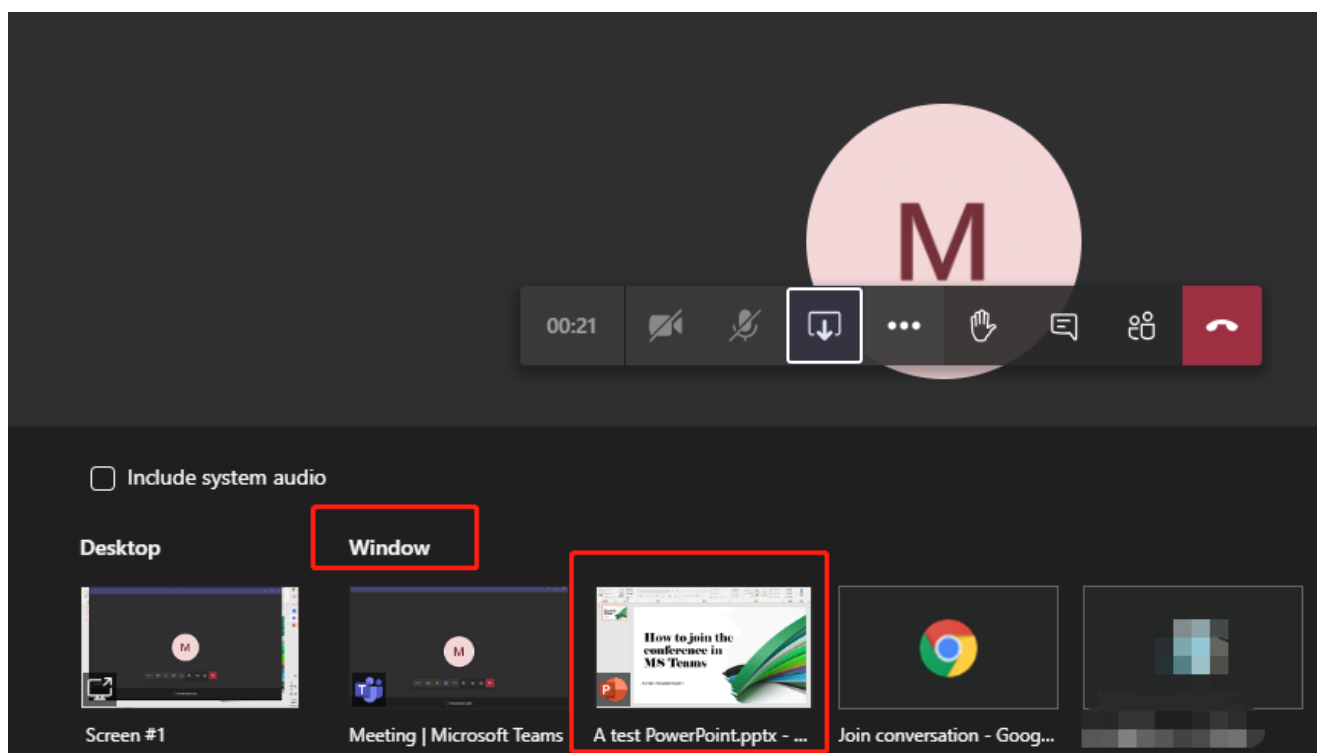 M
00:21
Include system audio
Desktop
Window
M
M
How to join the
conference in
MS Teams
Screen #1
Meeting | Microsoft Teams
A test PowerPoint.pptx - ...
Join conversation - Goog...